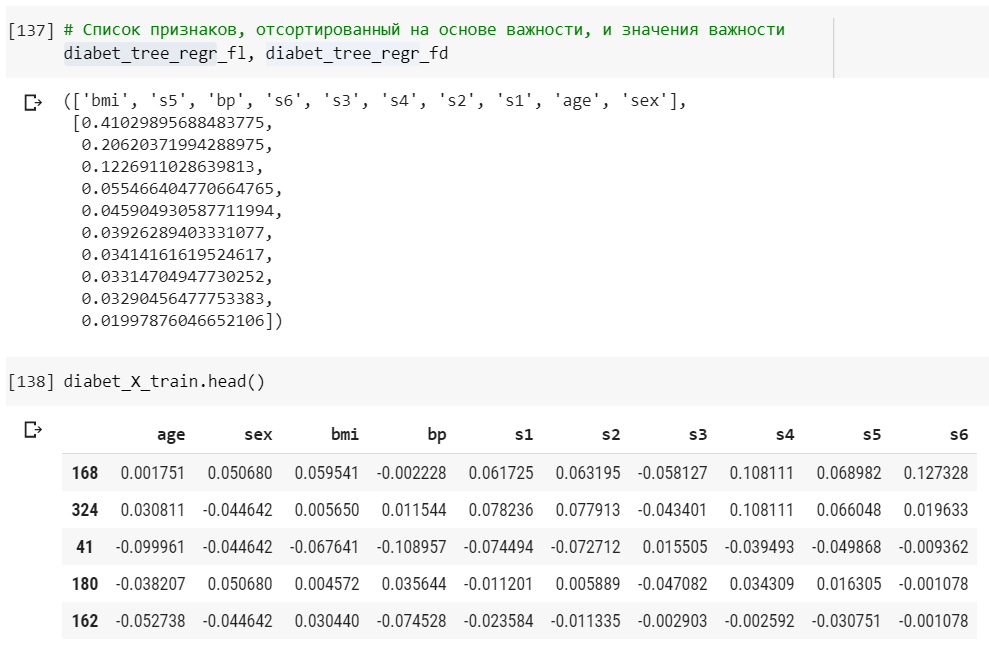 [137] # Список признаков, отсортированный на основе важности, и значения важности
diabet_tree_regr_fl, diabet_tree_regr_fd
(['bmi', 's5', 'bp', 's6', 's3', 's4', 's2', 's1', 'age', 'sex'],
[0.41029895688483775,
0.20620371994288975,
0.1226911028639813,
0.055466404770664765,
0.045904930587711994,
0.03926289403331077,
0.03414161619524617,
0.03314704947730252,
0.03290456477753383,
0.01997876046652106])
[138] diabet_X_train.head()
age sex bmi bp s1 s2 s3 s4 s5 s6
168 0.001751 0.050680 0.059541 -0.002228 0.061725 0.063195 -0.058127 0.108111 0.068982 0.127328
324 0.030811 -0.044642 0.005650 0.011544 0.078236 0.077913 -0.043401 0.108111 0.066048 0.019633
41 -0.099961 -0.044642 -0.067641 -0.108957 -0.074494 -0.072712 0.015505 -0.039493 -0.049868 -0.009362
180 -0.038207 0.050680 0.004572 0.035644 -0.011201 0.005889 -0.047082 0.034309 0.016305 -0.001078
162 -0.052738 -0.044642 0.030440 -0.074528 -0.023584 -0.011335 -0.002903 -0.002592 -0.030751 -0.001078